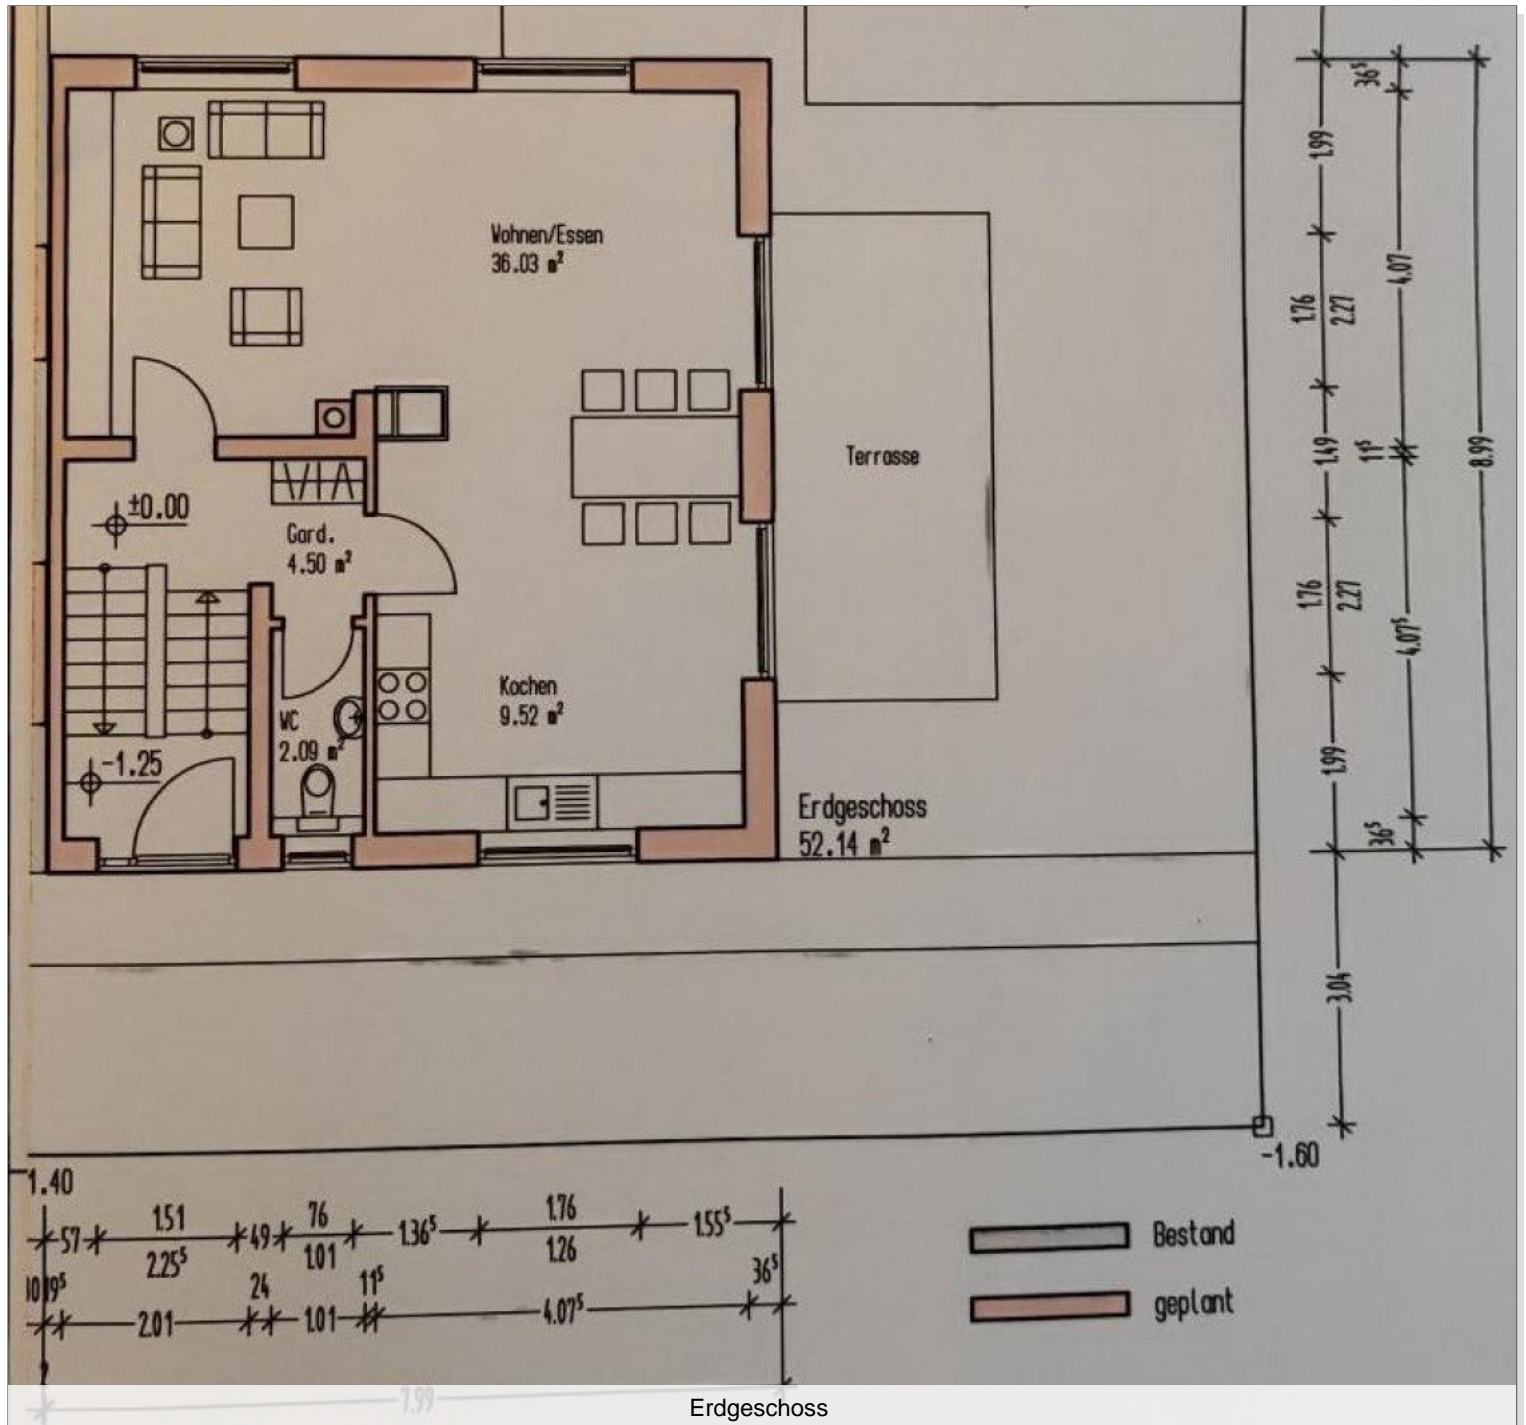 Wohnen/Essen
36.03 m²
Terrasse
±0.00
Gard.
4.50 m²
Kochen
9.52 m²
WC
2.09 m²
-1.25
Erdgeschoss
52.14 m²
36⁵
1.99
4.07
1.76
2.27
8.99
1.49
11⁵
1.76
2.27
4.07⁵
1.99
36⁵
3.04
-1.60
1.40
57
1.51
2.25⁵
49
76
1.01
1.36⁵
1.76
1.26
1.55⁵
36⁵
24
11⁵
2.01
1.01
4.07⁵
7.99
Bestand
geplant
Erdgeschoss